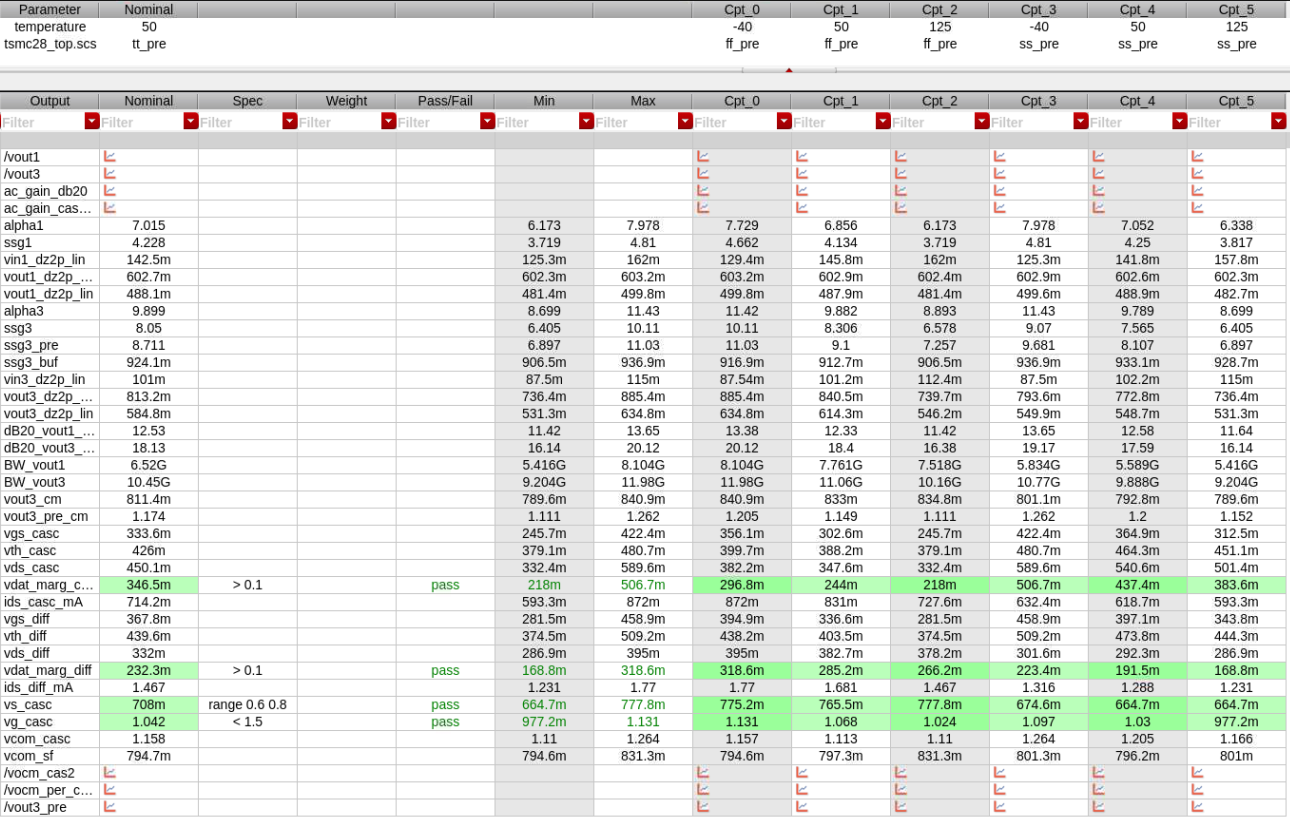 Parameter Nominal Cpt_0 Cpt_1 Cpt_2 Cpt_3 Cpt_4 Cpt_5
temperature 50 -40 50 125 -40 50 125
tsmc28_top.scs tt_pre ff_pre ff_pre ff_pre ss_pre ss_pre ss_pre
Output Nominal Spec Weight Pass/Fail Min Max Cpt_0 Cpt_1 Cpt_2 Cpt_3 Cpt_4 Cpt_5
Filter Filter Filter Filter Filter Filter Filter Filter Filter Filter Filter Filter Filter
/vout1
/vout3
ac_gain_db20
ac_gain_cas...
alpha1 7.015 6.173 7.978 7.729 6.856 6.173 7.978 7.052 6.338
ssg1 4.228 3.719 4.81 4.662 4.134 3.719 4.81 4.25 3.817
vin1_dz2p_lin 142.5m 125.3m 162m 129.4m 145.8m 162m 125.3m 141.8m 157.8m
vout1_dz2p_... 602.7m 602.3m 603.2m 603.2m 602.9m 602.4m 602.9m 602.6m 602.3m
vout1_dz2p_lin 488.1m 481.4m 499.8m 499.8m 487.9m 481.4m 499.6m 488.9m 482.7m
alpha3 9.899 8.699 11.43 11.42 9.882 8.893 11.43 9.789 8.699
ssg3 8.05 6.405 10.11 10.11 8.306 6.578 9.07 7.565 6.405
ssg3_pre 8.711 6.897 11.03 11.03 9.1 7.257 9.681 8.107 6.897
ssg3_buf 924.1m 906.5m 936.9m 916.9m 912.7m 906.5m 936.9m 933.1m 928.7m
vin3_dz2p_lin 101m 87.5m 115m 87.54m 101.2m 112.4m 87.5m 102.2m 115m
vout3_dz2p_... 813.2m 736.4m 885.4m 885.4m 840.5m 739.7m 793.6m 772.8m 736.4m
vout3_dz2p_lin 584.8m 531.3m 634.8m 634.8m 614.3m 546.2m 549.9m 548.7m 531.3m
dB20_vout1_... 12.53 11.42 13.65 13.38 12.33 11.42 13.65 12.58 11.64
dB20_vout3_... 18.13 16.14 20.12 20.12 18.4 16.38 19.17 17.59 16.14
BW_vout1 6.52G 5.416G 8.104G 8.104G 7.761G 7.518G 5.834G 5.589G 5.416G
BW_vout3 10.45G 9.204G 11.98G 11.98G 11.06G 10.16G 10.77G 9.888G 9.204G
vout3_cm 811.4m 789.6m 840.9m 840.9m 833m 834.8m 801.1m 792.8m 789.6m
vout3_pre_cm 1.174 1.111 1.262 1.205 1.149 1.111 1.262 1.2 1.152
vgs_casc 333.6m 245.7m 422.4m 356.1m 302.6m 245.7m 422.4m 364.9m 312.5m
vth_casc 426m 379.1m 480.7m 399.7m 388.2m 379.1m 480.7m 464.3m 451.1m
vds_casc 450.1m 332.4m 589.6m 382.2m 347.6m 332.4m 589.6m 540.6m 501.4m
vdat_marg_c... 346.5m > 0.1 pass 218m 506.7m 296.8m 244m 218m 506.7m 437.4m 383.6m
ids_casc_mA 714.2m 593.3m 872m 872m 831m 727.6m 632.4m 618.7m 593.3m
vgs_diff 367.8m 281.5m 458.9m 394.9m 336.6m 281.5m 458.9m 397.1m 343.8m
vth_diff 439.6m 374.5m 509.2m 438.2m 403.5m 374.5m 509.2m 473.8m 444.3m
vds_diff 332m 286.9m 395m 395m 382.7m 378.2m 301.6m 292.3m 286.9m
vdat_marg_diff 232.3m > 0.1 pass 168.8m 318.6m 318.6m 285.2m 266.2m 223.4m 191.5m 168.8m
ids_diff_mA 1.467 1.231 1.77 1.77 1.681 1.467 1.316 1.288 1.231
vs_casc 708m range 0.6 0.8 pass 664.7m 777.8m 775.2m 765.5m 777.8m 674.6m 664.7m 664.7m
vg_casc 1.042 < 1.5 pass 977.2m 1.131 1.131 1.068 1.024 1.097 1.03 977.2m
vcom_casc 1.158 1.11 1.264 1.157 1.113 1.11 1.264 1.205 1.166
vcom_sf 794.7m 794.6m 831.3m 794.6m 797.3m 831.3m 801.3m 796.2m 801m
/vocm_cas2
/vocm_per_c...
/vout3_pre